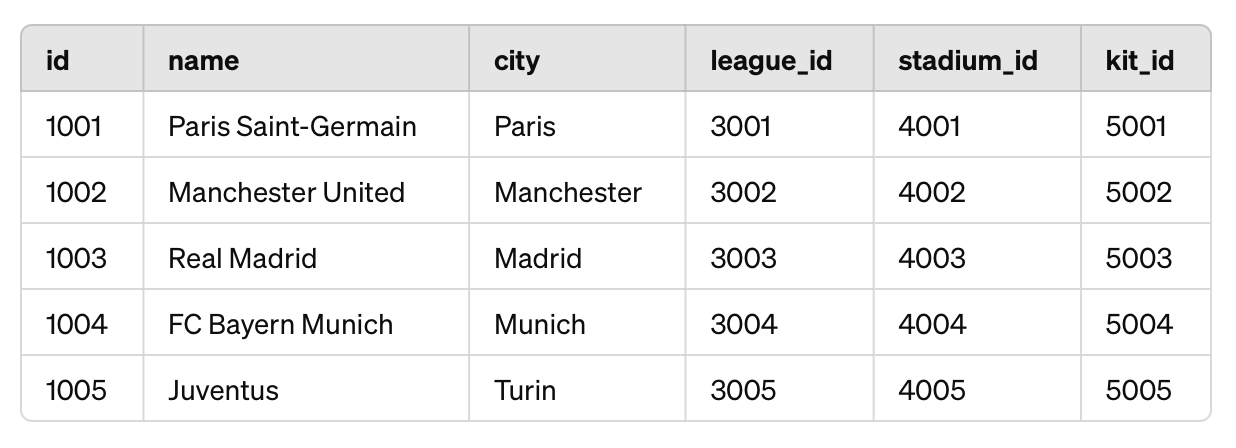 id name city league_id stadium_id kit_id
1001 Paris Saint-Germain Paris 3001 4001 5001
1002 Manchester United Manchester 3002 4002 5002
1003 Real Madrid Madrid 3003 4003 5003
1004 FC Bayern Munich Munich 3004 4004 5004
1005 Juventus Turin 3005 4005 5005